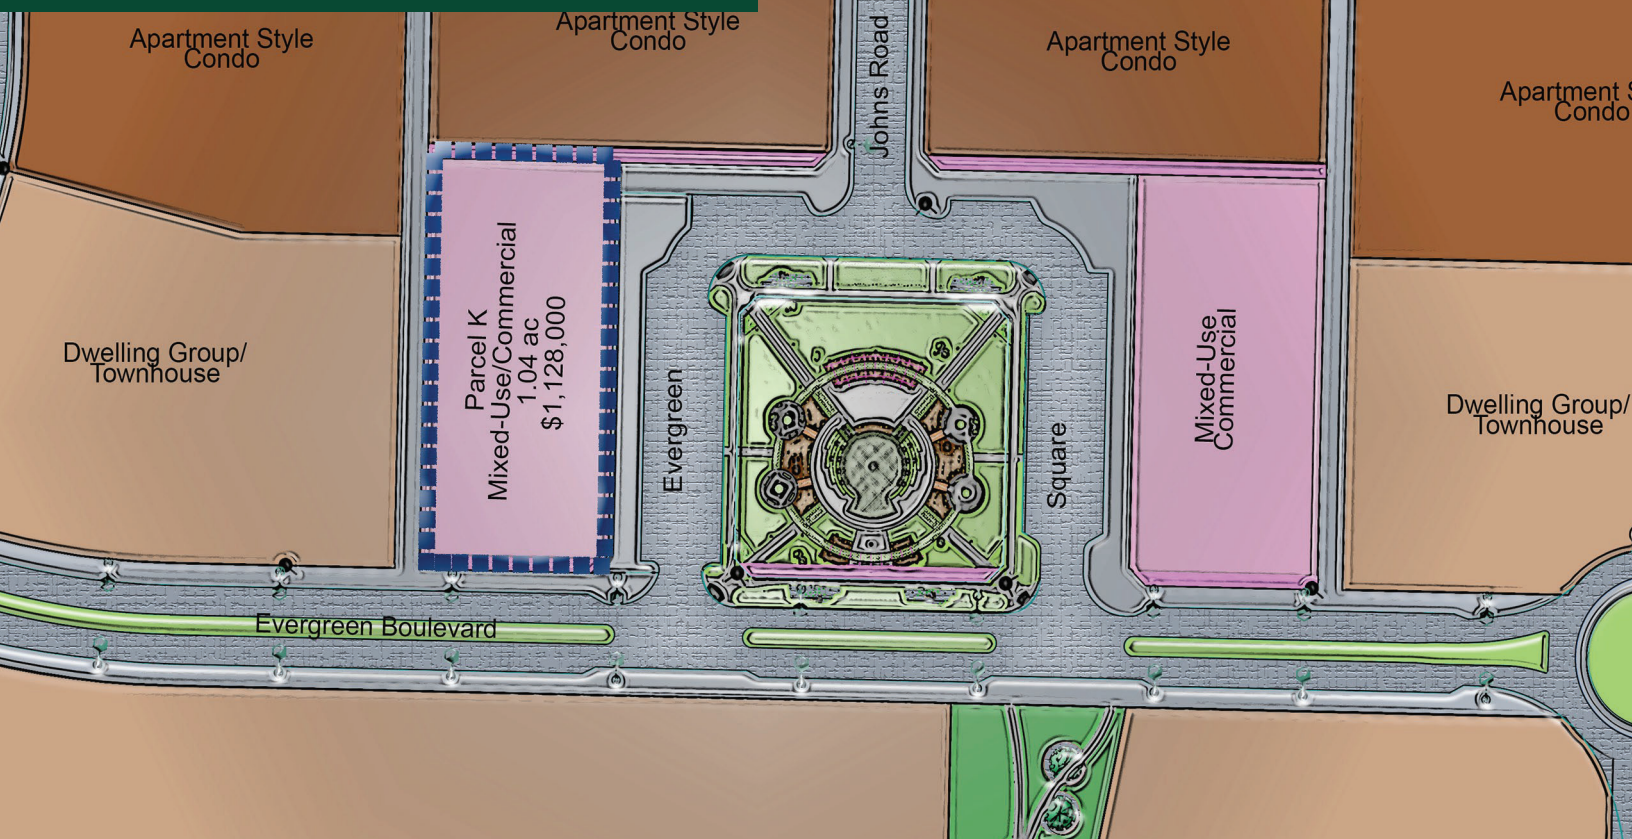 Apartment Style
Condo
Apartment Style
Condo
Johns Road
Apartment Style
Condo
Apartment S
Condo
Dwelling Group/
Townhouse
Parcel K
Mixed-Use/Commercial
1.04 ac
$1,128,000
Evergreen
Square
Mixed-Use
Commercial
Dwelling Group/
Townhouse
Evergreen Boulevard